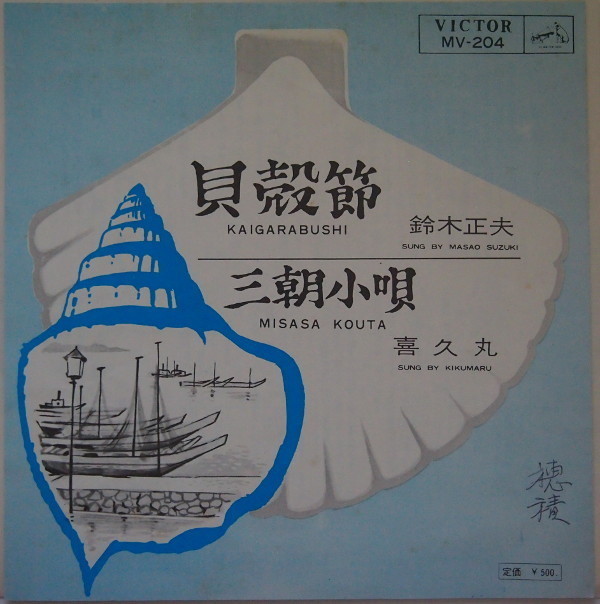 VICTOR
MV-204
貝殻節
KAIGARABUSHI
鈴木正夫
SUNG BY MASAO SUZUKI
三朝小唄
MISASA KOUTA
喜久丸
SUNG BY KIKUMARU
穂積
定価 ¥500.